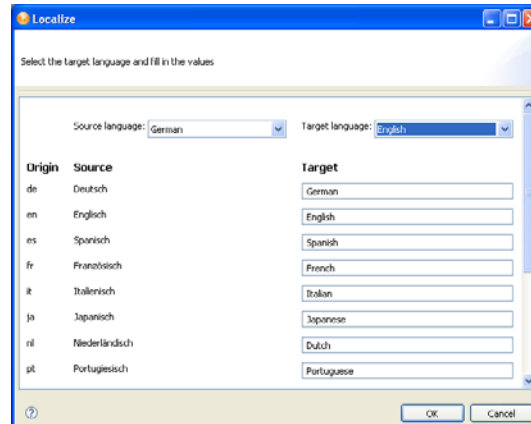 Localize
Select the target language and fill in the values
Source language: German Target language: English
Origin Source Target
de Deutsch German
en Englisch English
es Spanisch Spanish
fr Französisch French
it Italienisch Italian
ja Japanisch Japanese
nl Niederländisch Dutch
pt Portugiesisch Portuguese
? OK Cancel